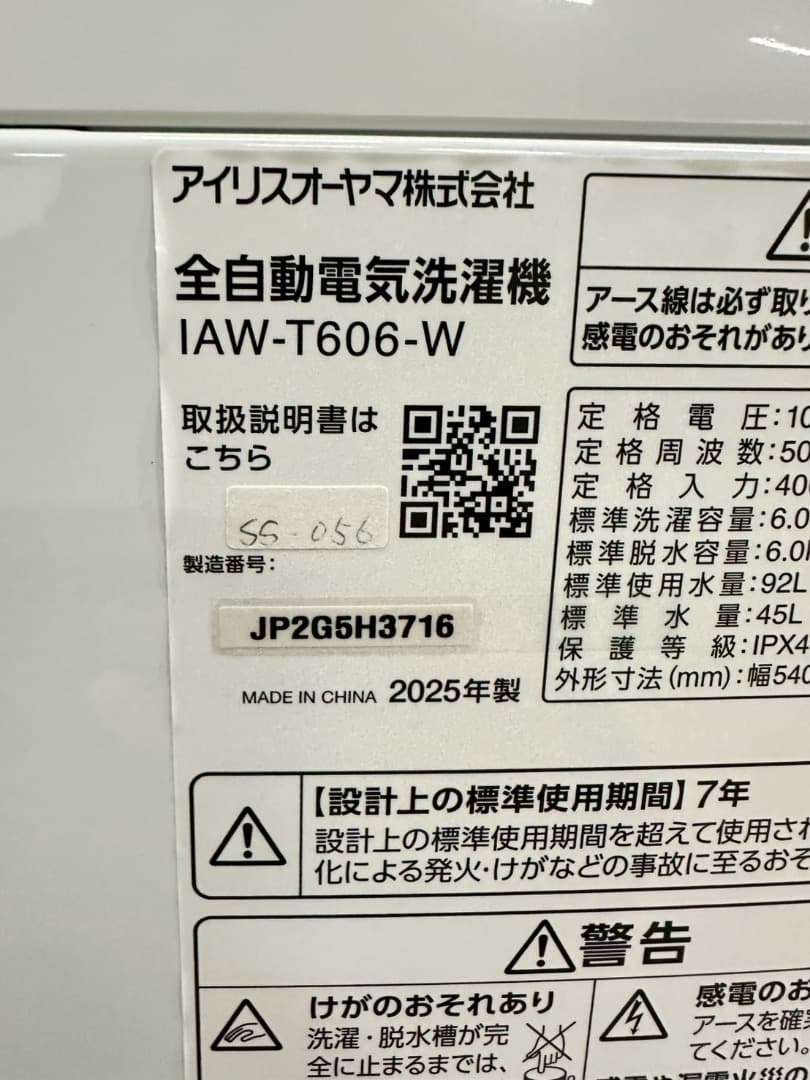 アイリスオーヤマ株式会社
全自動電気洗濯機
IAW-T606-W
取扱説明書は
こちら
SS-056
製造番号:
JP2G5H3716
MADE IN CHINA 2025年製
アース線は必ず取り
感電のおそれがあり
定格電圧:10
定格周波数:50
定格入力:40
標準洗濯容量:6.0
標準脱水容量:6.0
標準使用水量:92L
標準水量:45L
保護等級:IPX4
外形寸法(mm):幅540
【設計上の標準使用期間】7年
設計上の標準使用期間を超えて使用され
化による発火・けがなどの事故に至るおそ
警告
けがのおそれあり
洗濯・脱水槽が完
全に止まるまでは、
感電のお
アースを確実
てください。